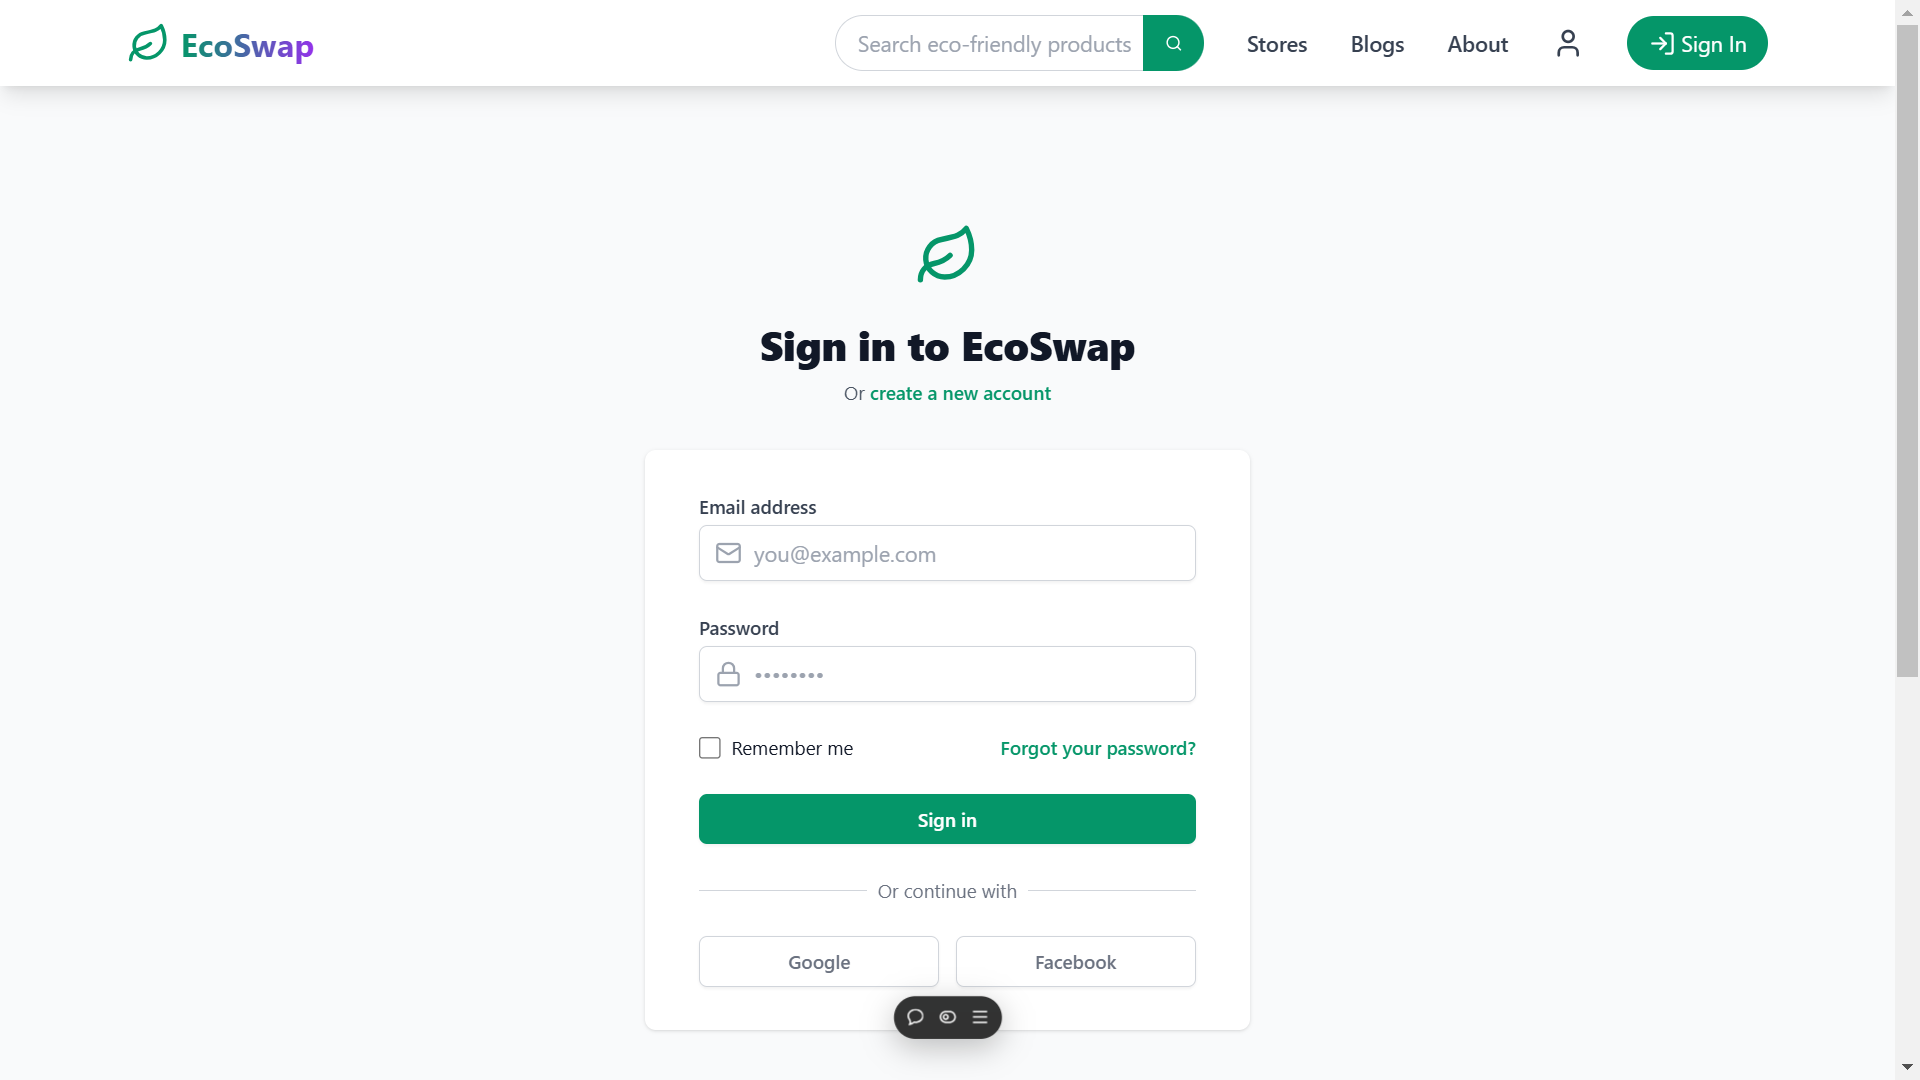 EcoSwap
Search eco-friendly products
Stores
Blogs
About
Sign In
Sign in to EcoSwap
Or create a new account
Email address
you@example.com
Password
••••••••
Remember me
Forgot your password?
Sign in
Or continue with
Google
Facebook